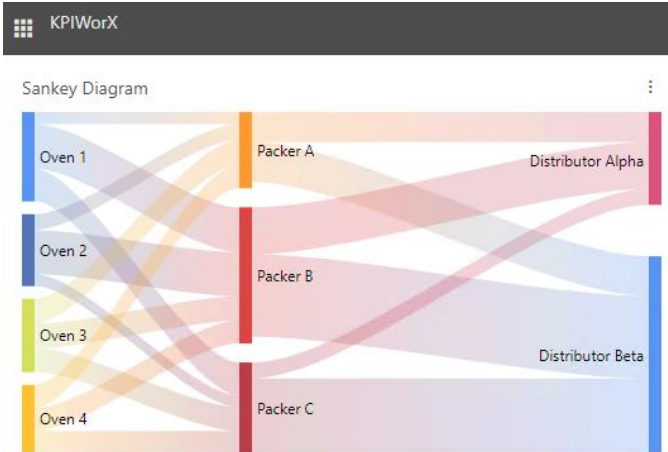 KPIWorX
Sankey Diagram
Oven 1
Packer A
Distributor Alpha
Oven 2
Packer B
Oven 3
Distributor Beta
Oven 4
Packer C